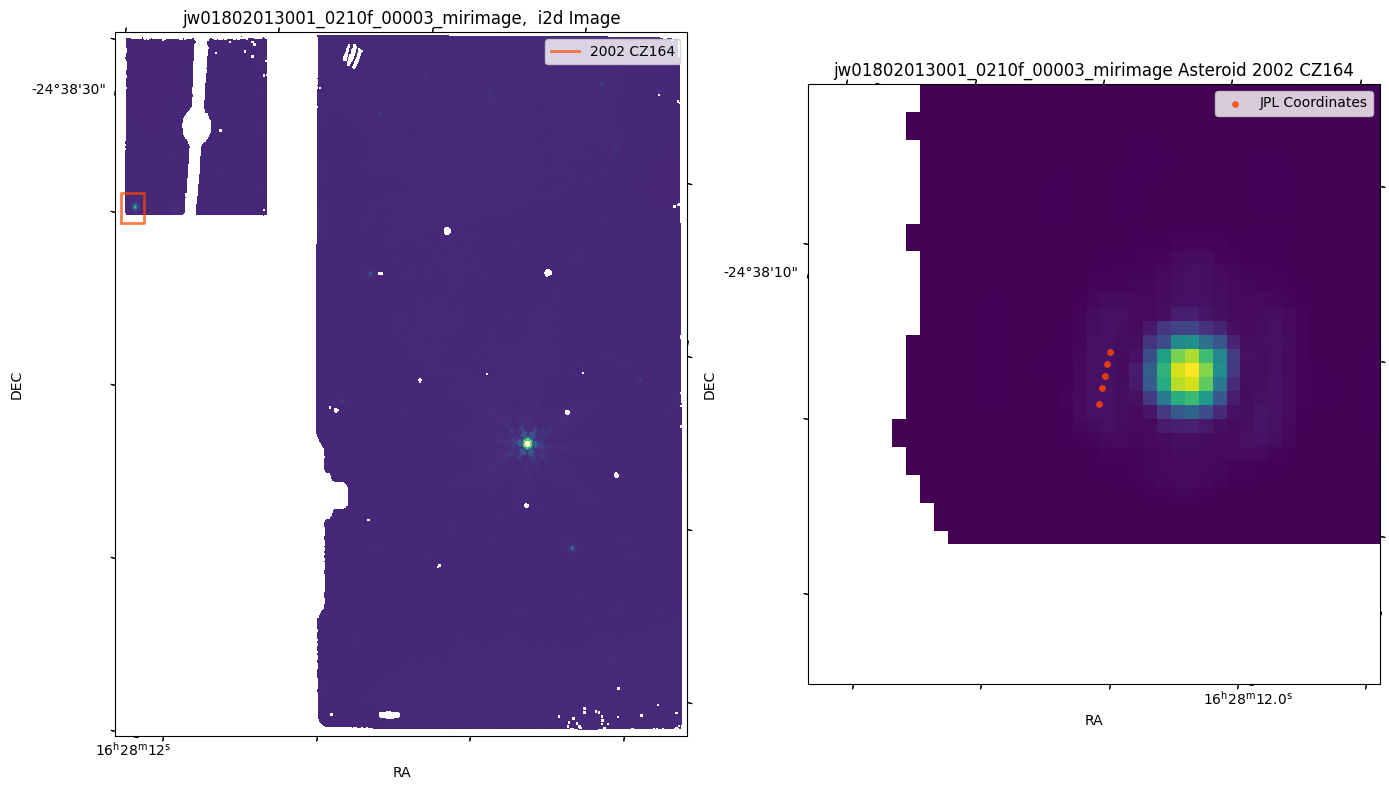 jw01802013001_0210f_00003_mirimage,  i2d Image
2002 CZ164
-24°38'30"
DEC
16ʰ28ᵐ12ˢ
RA
jw01802013001_0210f_00003_mirimage Asteroid 2002 CZ164
JPL Coordinates
-24°38'10"
DEC
16ʰ28ᵐ12.0ˢ
RA